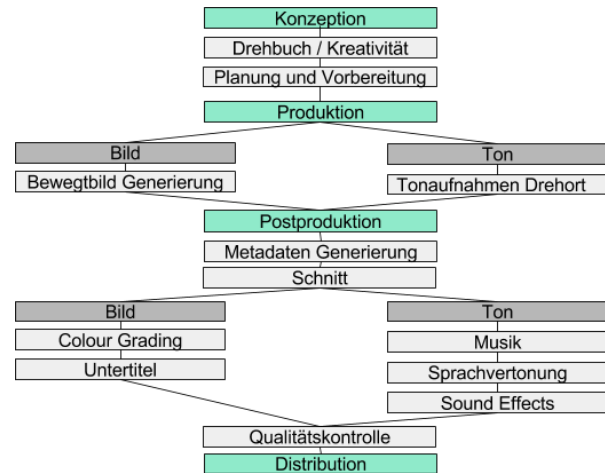 Konzeption
Drehbuch / Kreativität
Planung und Vorbereitung
Produktion
Bild
Ton
Bewegtbild Generierung
Tonaufnahmen Drehort
Postproduktion
Metadaten Generierung
Schnitt
Bild
Ton
Colour Grading
Musik
Untertitel
Sprachvertonung
Sound Effects
Qualitätskontrolle
Distribution